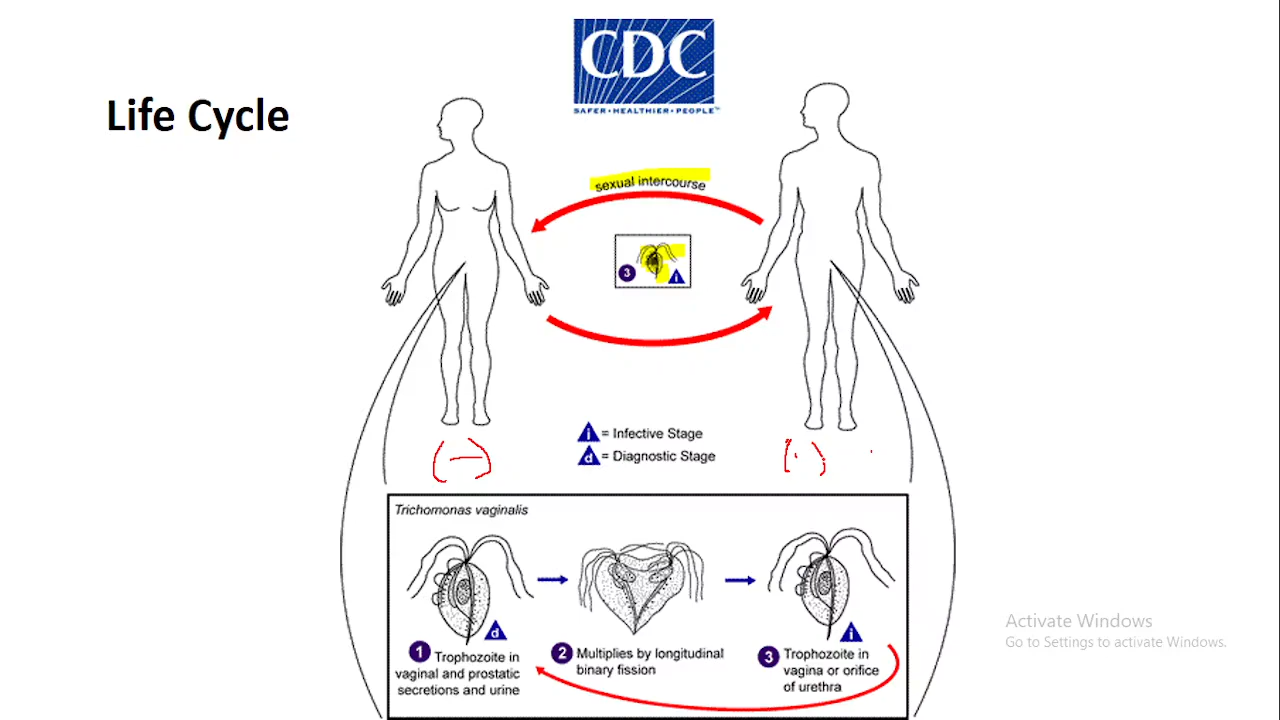 CDC
SAFER • HEALTHIER • PEOPLE™
Life Cycle
sexual intercourse
3
i
i = Infective Stage
d = Diagnostic Stage
(—)
Trichomonas vaginalis
d
1 Trophozoite in
vaginal and prostatic
secretions and urine
2 Multiplies by longitudinal
binary fission
i
3 Trophozoite in
vagina or orifice
of urethra
Activate Windows
Go to Settings to activate Windows.